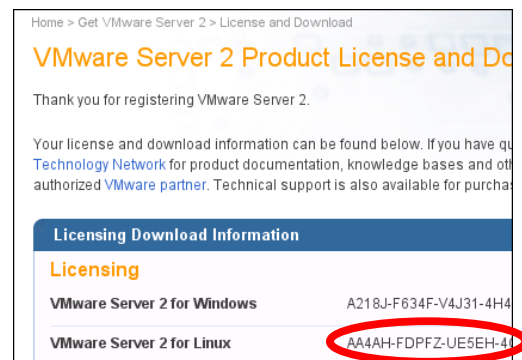 Home > Get VMware Server 2 > License and Download
VMware Server 2 Product License and Do
Thank you for registering VMware Server 2.
Your license and download information can be found below. If you have qu
Technology Network for product documentation, knowledge bases and oth
authorized VMware partner. Technical support is also available for purcha
Licensing Download Information
Licensing
VMware Server 2 for Windows A218J-F634F-V4J31-4H4
VMware Server 2 for Linux AA4AH-FDPFZ-UE5EH-4